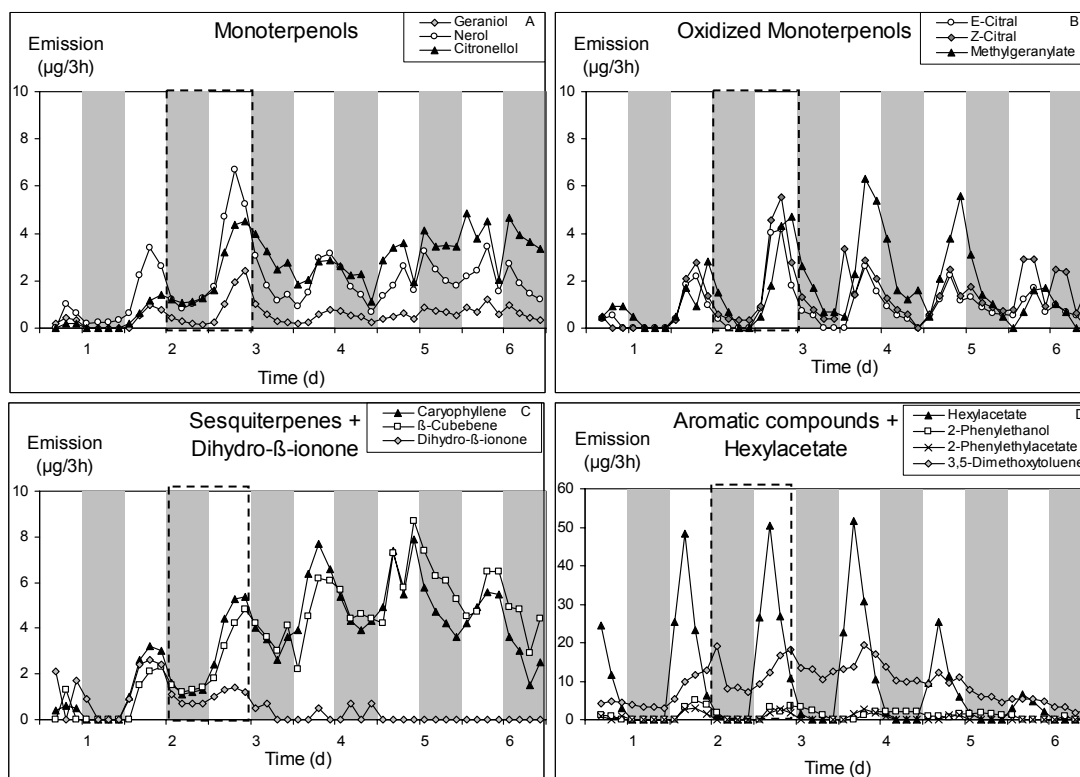 Monoterpenols
A
Geraniol
Nerol
Citronellol
Emission
(µg/3h)
10
8
6
4
2
0
1 2 3 4 5 6
Time (d)
Oxidized Monoterpenols
B
E-Citral
Z-Citral
Methylgeranylate
Emission
(µg/3h)
10
8
6
4
2
0
1 2 3 4 5 6
Time (d)
Sesquiterpenes +
Dihydro-ß-ionone
Caryophyllene C
ß-Cubebene
Dihydro-ß-ionone
Emission
(µg/3h)
10
8
6
4
2
0
1 2 3 4 5 6
Time (d)
Aromatic compounds +
Hexylacetate
Hexylacetate D
2-Phenylethanol
2-Phenylethylacetate
3,5-Dimethoxytoluene
Emission
(µg/3h)
60
50
40
30
20
10
0
1 2 3 4 5 6
Time (d)